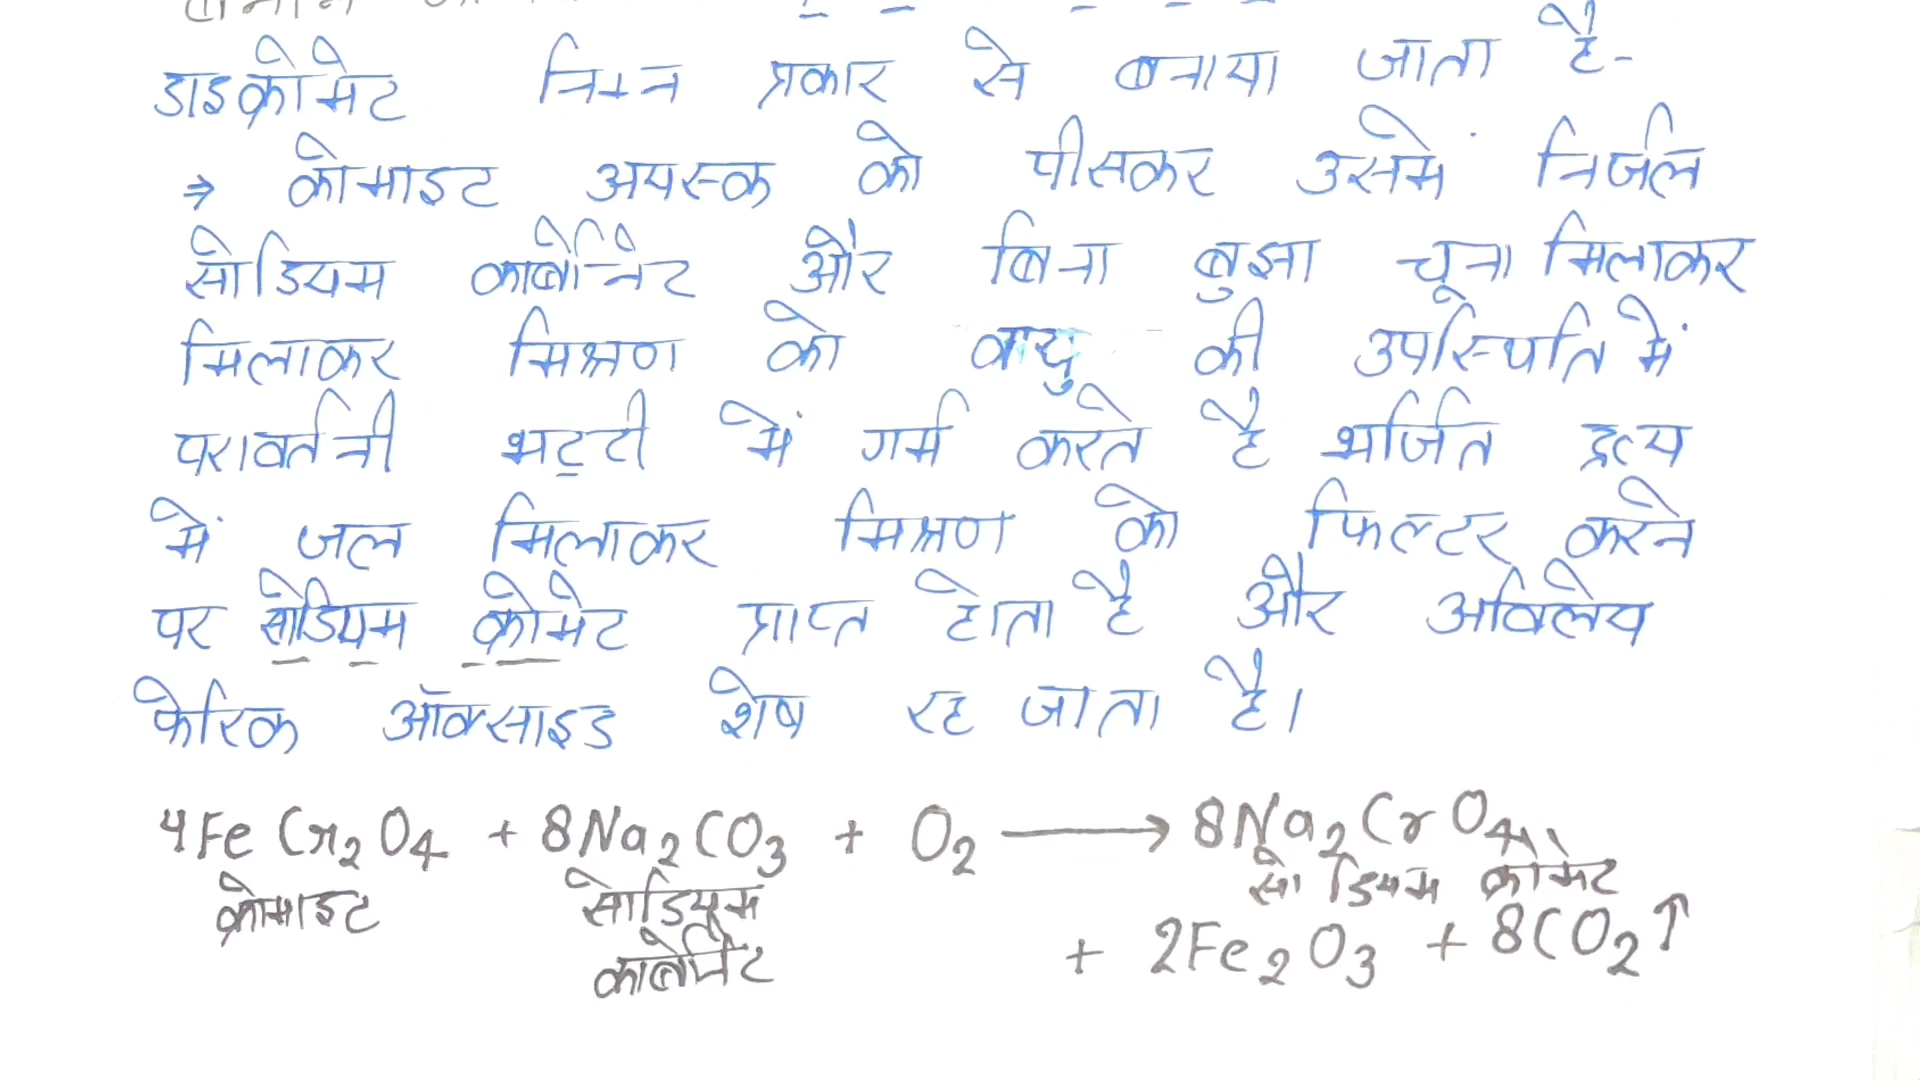 डाइक्रोमेट निम्न प्रकार से बनाया जाता है-
⇒ क्रोमाइट अयस्क को पीसकर उसमें निर्जल
सोडियम कार्बोनेट और बिना बुझा चूना मिलाकर
मिलाकर मिश्रण को वायु की उपस्थिति में
परावर्तनी भट्टी में गर्म करते है भर्जित द्रव्य
में जल मिलाकर मिश्रण को फिल्टर करने
पर सोडियम क्रोमेट प्राप्त होता है और अविलेय
फेरिक ऑक्साइड शेष रह जाता है।
4FeCr₂O₄ + 8Na₂CO₃ + O₂ ⟶ 8Na₂CrO₄
क्रोमाइट सोडियम कार्बोनेट सोडियम क्रोमेट
+ 2Fe₂O₃ + 8CO₂↑